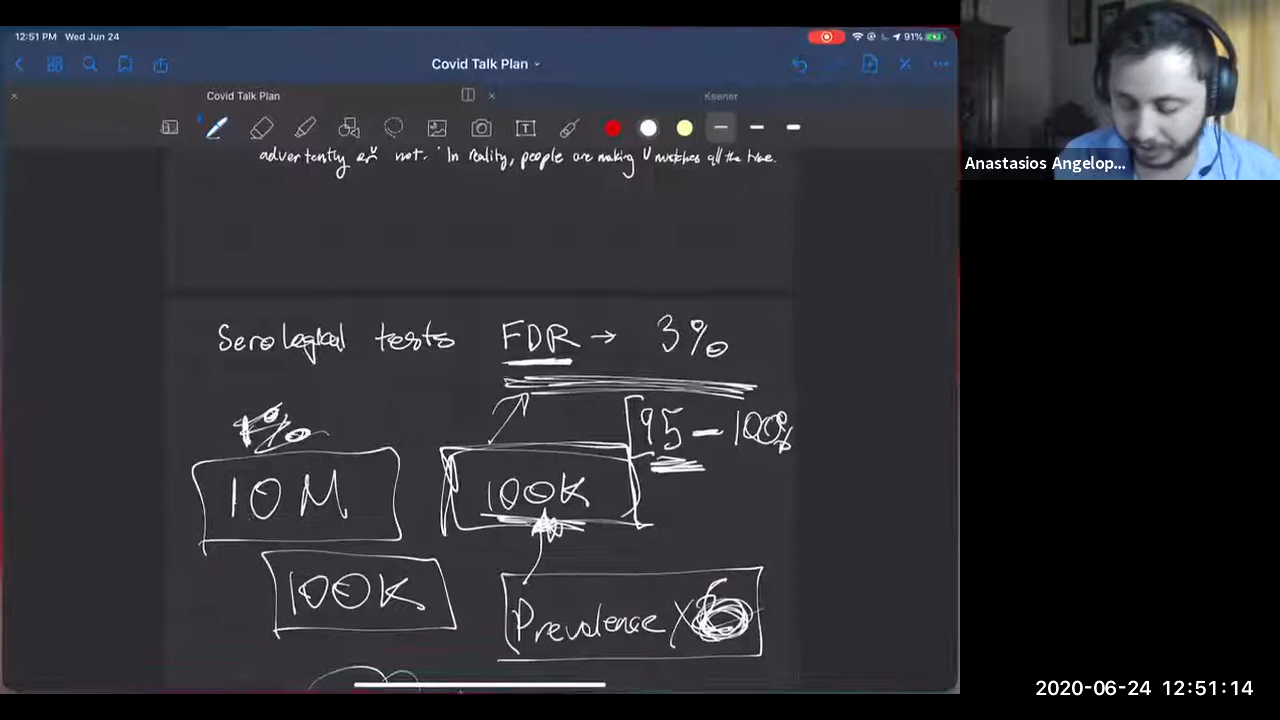 12:51 PM Wed Jun 24
91%
Covid Talk Plan
Covid Talk Plan
Ksener
T
advertently or not. In reality, people are making mistakes all the time.
Anastasios Angelop...
Serological tests FDR → 3%
1%
95 - 100%
10M
100K
100K
Prevalence X
2020-06-24 12:51:14